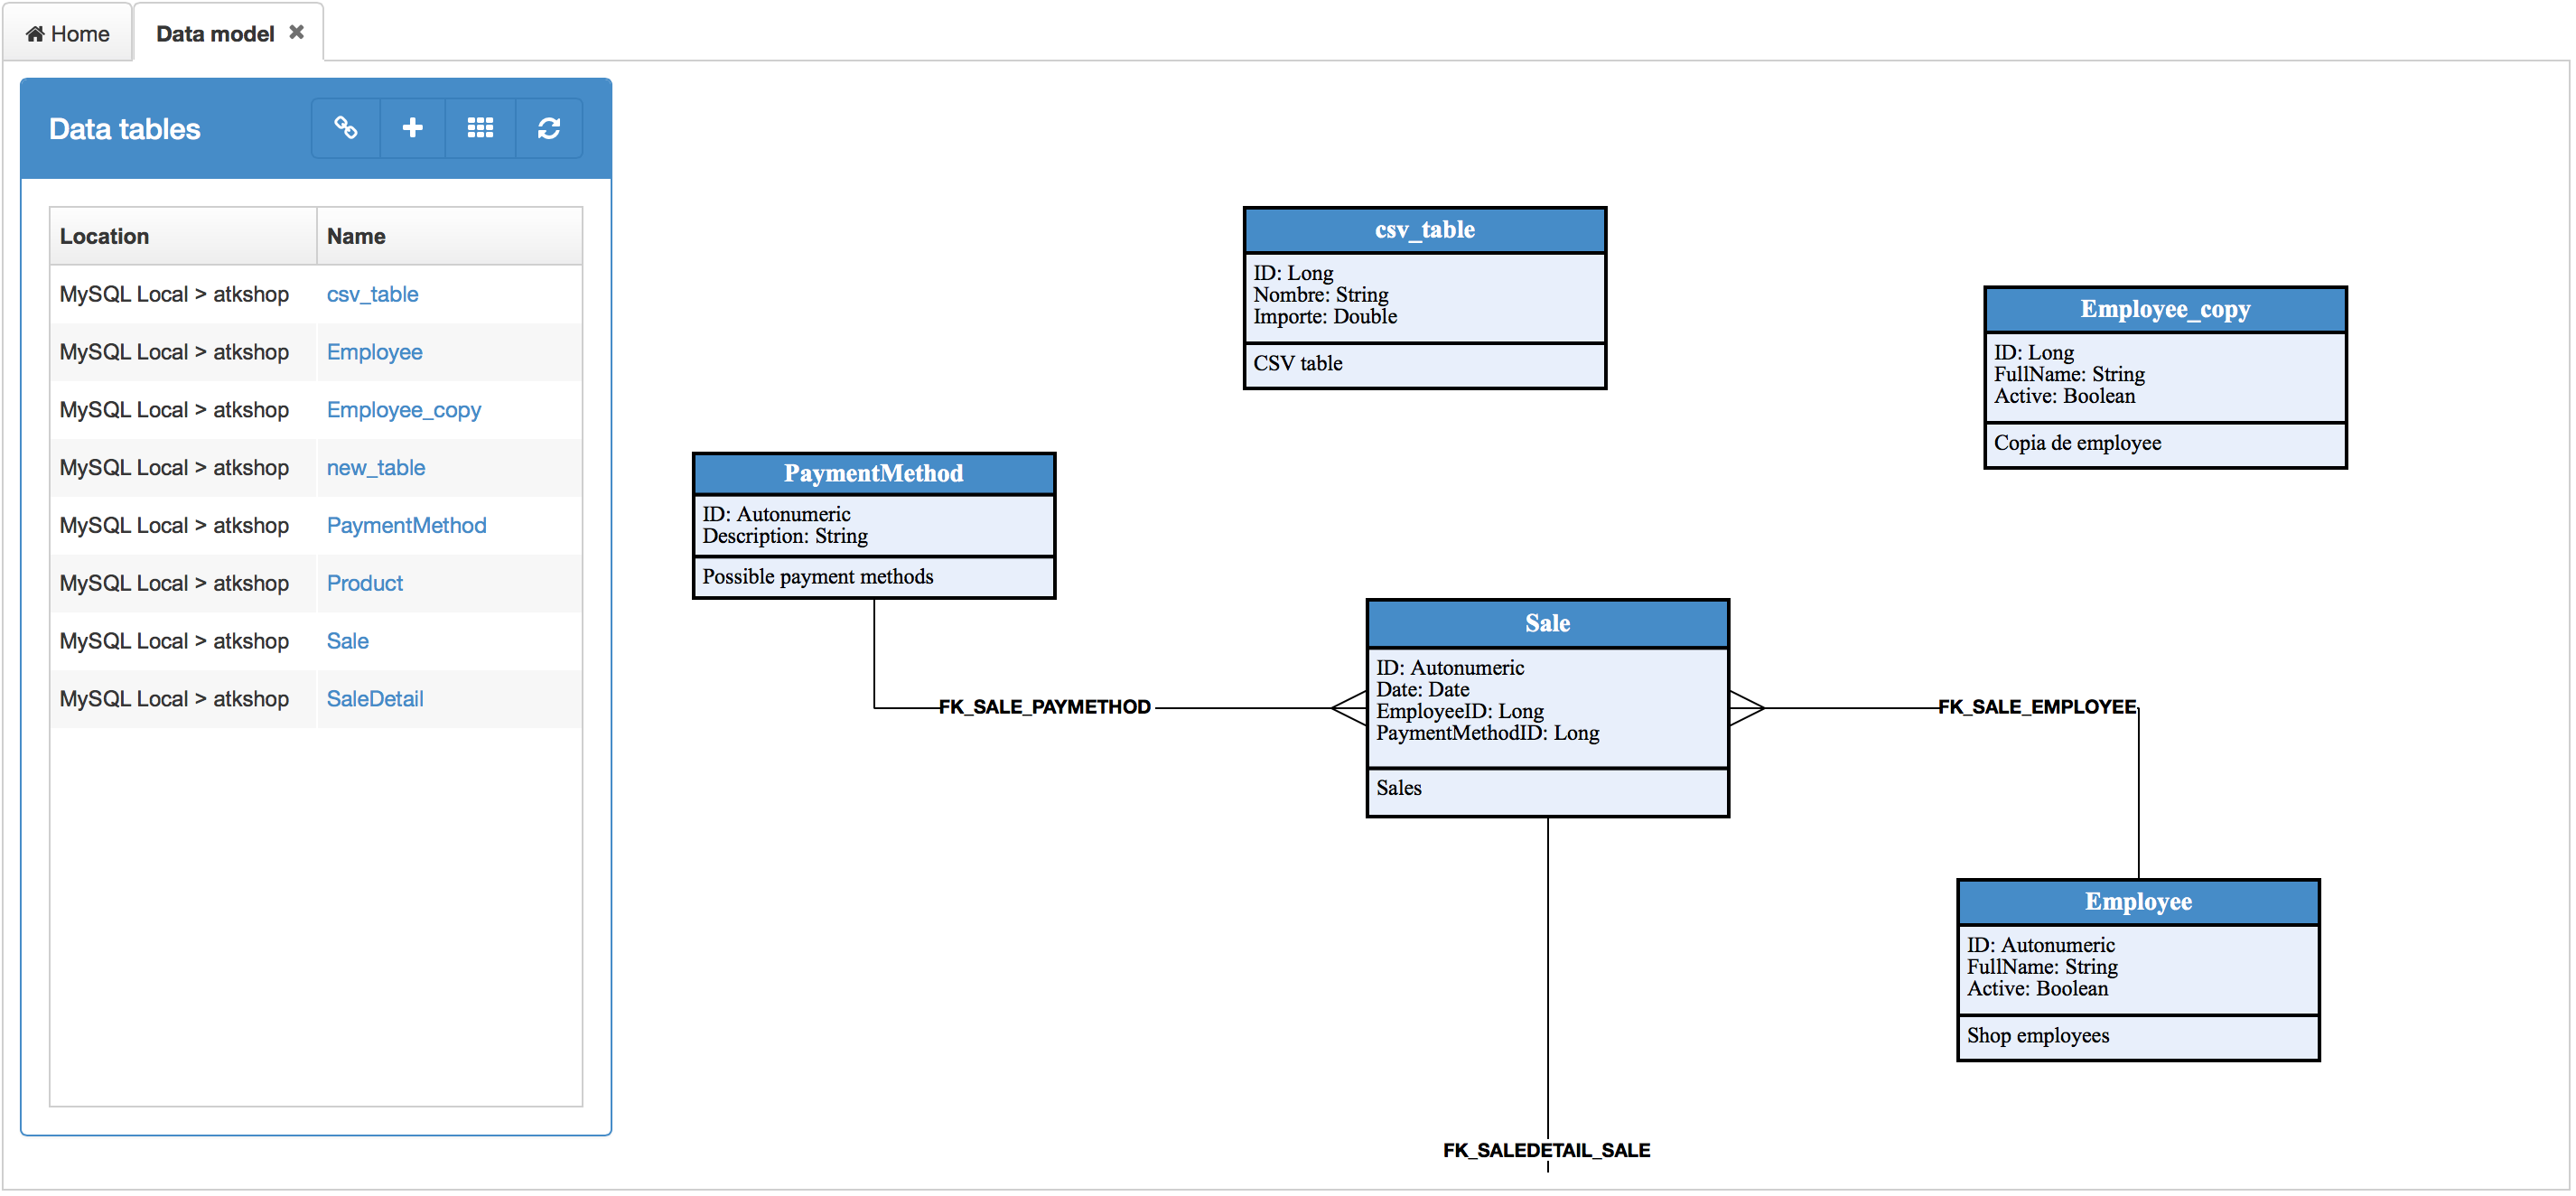 Home
Data model
Data tables
Location Name
MySQL Local > atkshop csv_table
MySQL Local > atkshop Employee
MySQL Local > atkshop Employee_copy
MySQL Local > atkshop new_table
MySQL Local > atkshop PaymentMethod
MySQL Local > atkshop Product
MySQL Local > atkshop Sale
MySQL Local > atkshop SaleDetail
csv_table
ID: Long
Nombre: String
Importe: Double
CSV table
Employee_copy
ID: Long
FullName: String
Active: Boolean
Copia de employee
PaymentMethod
ID: Autonumeric
Description: String
Possible payment methods
FK_SALE_PAYMETHOD
Sale
ID: Autonumeric
Date: Date
EmployeeID: Long
PaymentMethodID: Long
Sales
FK_SALE_EMPLOYEE
Employee
ID: Autonumeric
FullName: String
Active: Boolean
Shop employees
FK_SALEDETAIL_SALE